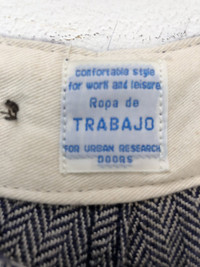 comfortable style
for work and leisure
Ropa de
TRABAJO
FOR URBAN RESEARCH
DOORS